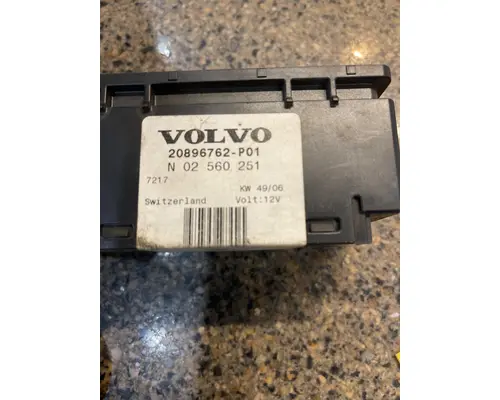 VOLVO
20896762-P01
N 02 560 251
7217
KW 49/06
Switzerland Volt:12V